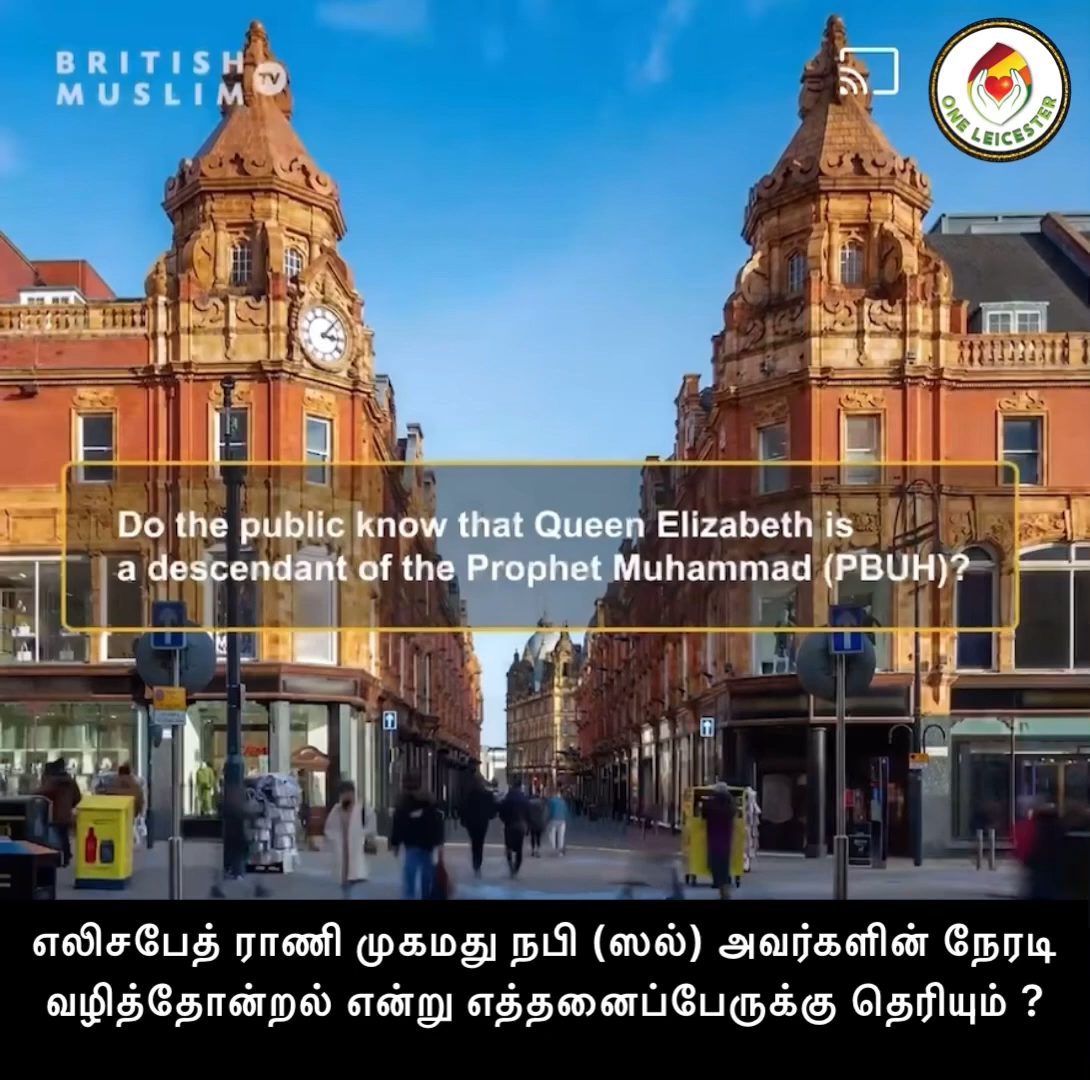 BRITISH
MUSLIM TV
ONE LEICESTER
Do the public know that Queen Elizabeth is
a descendant of the Prophet Muhammad (PBUH)?
எலிசபேத் ராணி முகமது நபி (ஸல்) அவர்களின் நேரடி
வழித்தோன்றல் என்று எத்தனைப்பேருக்கு தெரியும் ?